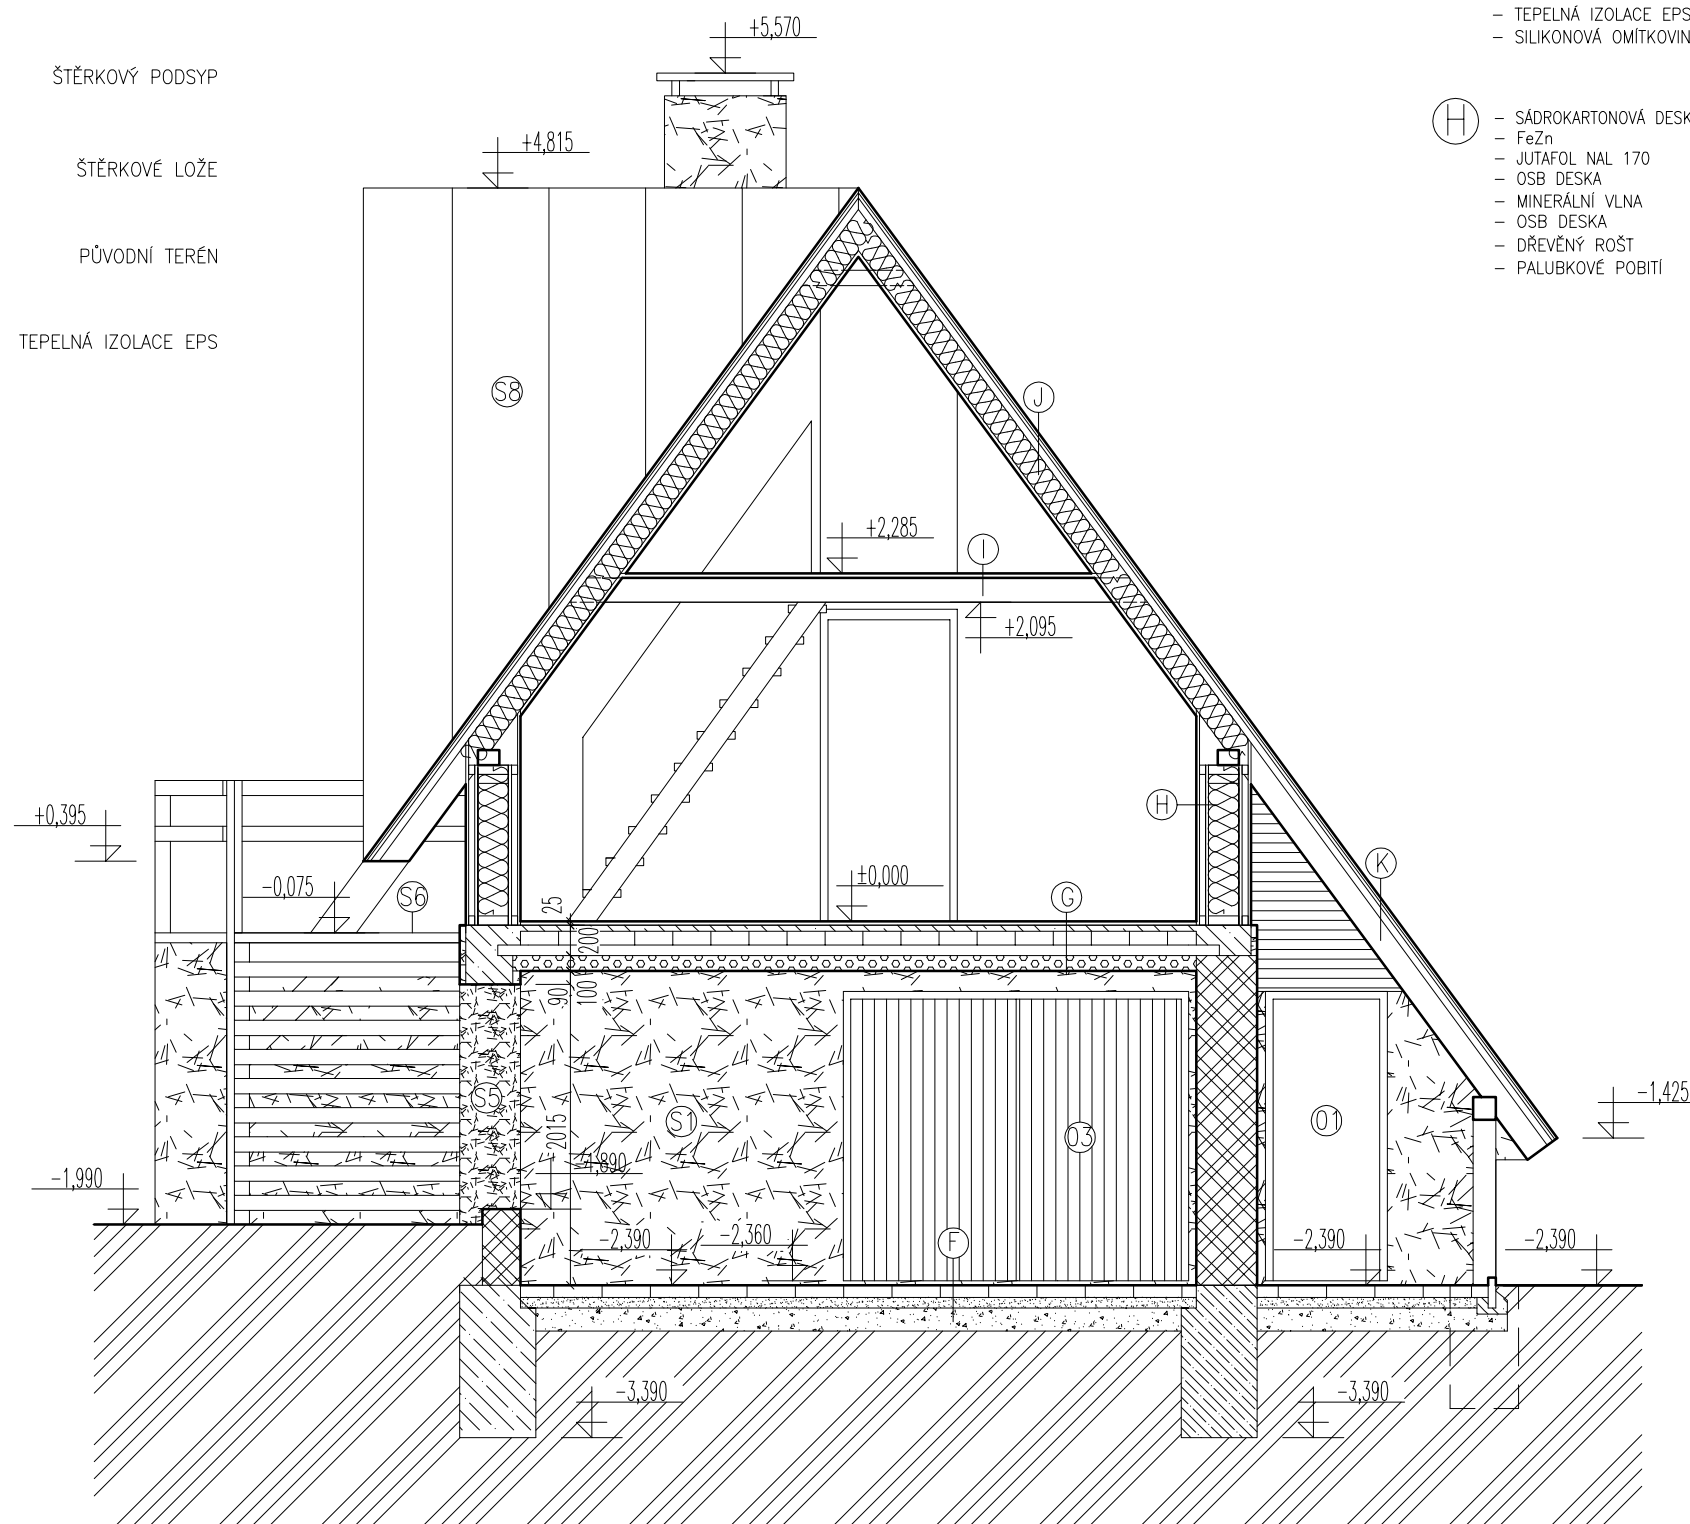 ŠTĚRKOVÝ PODSYP
ŠTĚRKOVÉ LOŽE
PŮVODNÍ TERÉN
TEPELNÁ IZOLACE EPS
– TEPELNÁ IZOLACE EPS
– SILIKONOVÁ OMÍTKOVIN
H
– SÁDROKARTONOVÁ DESK
– FeZn
– JUTAFOL NAL 170
– OSB DESKA
– MINERÁLNÍ VLNA
– OSB DESKA
– DŘEVĚNÝ ROŠT
– PALUBKOVÉ POBITÍ
+5,570
+4,815
S8
J
+2,285
I
+2,095
H
+0,395
K
-0,075
S6
±0,000
G
25
200
100
90
S5
2015
S1
O3
O1
-1,425
-1,890
-1,990
-2,390
-2,360
F
-2,390
-2,390
-3,390
-3,390